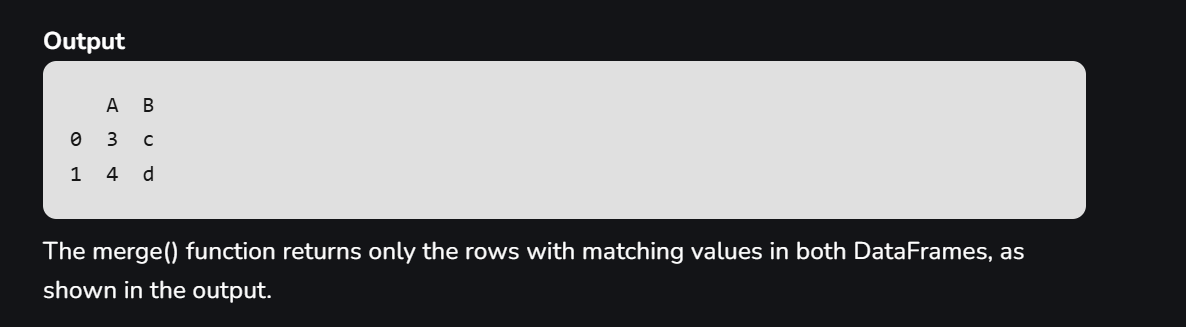 Output
A B
0 3 c
1 4 d
The merge() function returns only the rows with matching values in both DataFrames, as
shown in the output.